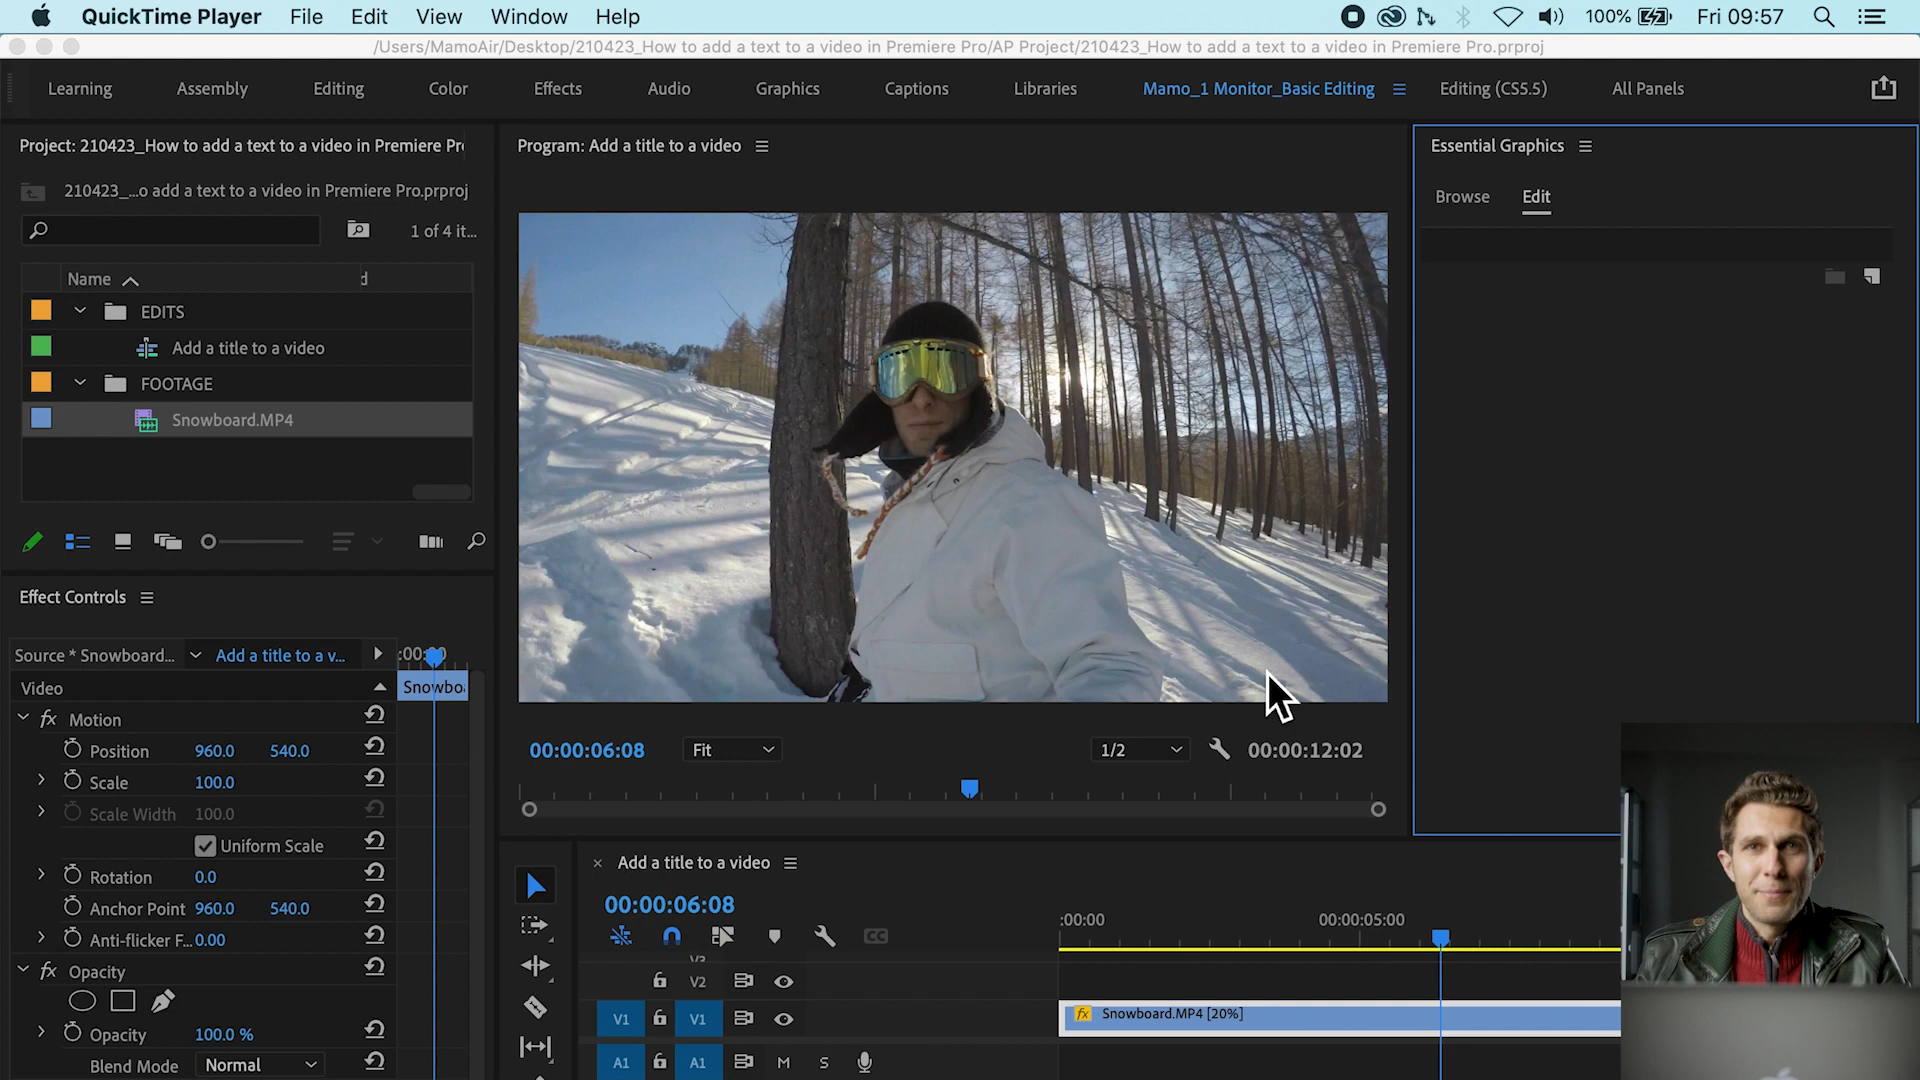 QuickTime Player File Edit View Window Help 100% Fri 09:57
/Users/MamoAir/Desktop/210423_How to add a text to a video in Premiere Pro/AP Project/210423_How to add a text to a video in Premiere Pro.prproj
Learning Assembly Editing Color Effects Audio Graphics Captions Libraries Mamo_1 Monitor_Basic Editing Editing (CS5.5) All Panels
Project: 210423_How to add a text to a video in Premiere Pr
210423_...o add a text to a video in Premiere Pro.prproj
1 of 4 it...
Name
EDITS
Add a title to a video
FOOTAGE
Snowboard.MP4
Program: Add a title to a video
00:00:06:08 Fit 1/2 00:00:12:02
Essential Graphics
Browse Edit
Effect Controls
Source * Snowboard... Add a title to a v...
Video
Motion
Position 960.0 540.0
Scale 100.0
Scale Width 100.0
Uniform Scale
Rotation 0.0
Anchor Point 960.0 540.0
Anti-flicker F... 0.00
fx Opacity
Opacity 100.0 %
Blend Mode Normal
Add a title to a video
00:00:06:08
:00:00 00:00:05:00
V2
V1 V1
fx Snowboard.MP4 [20%]
A1 A1 M S